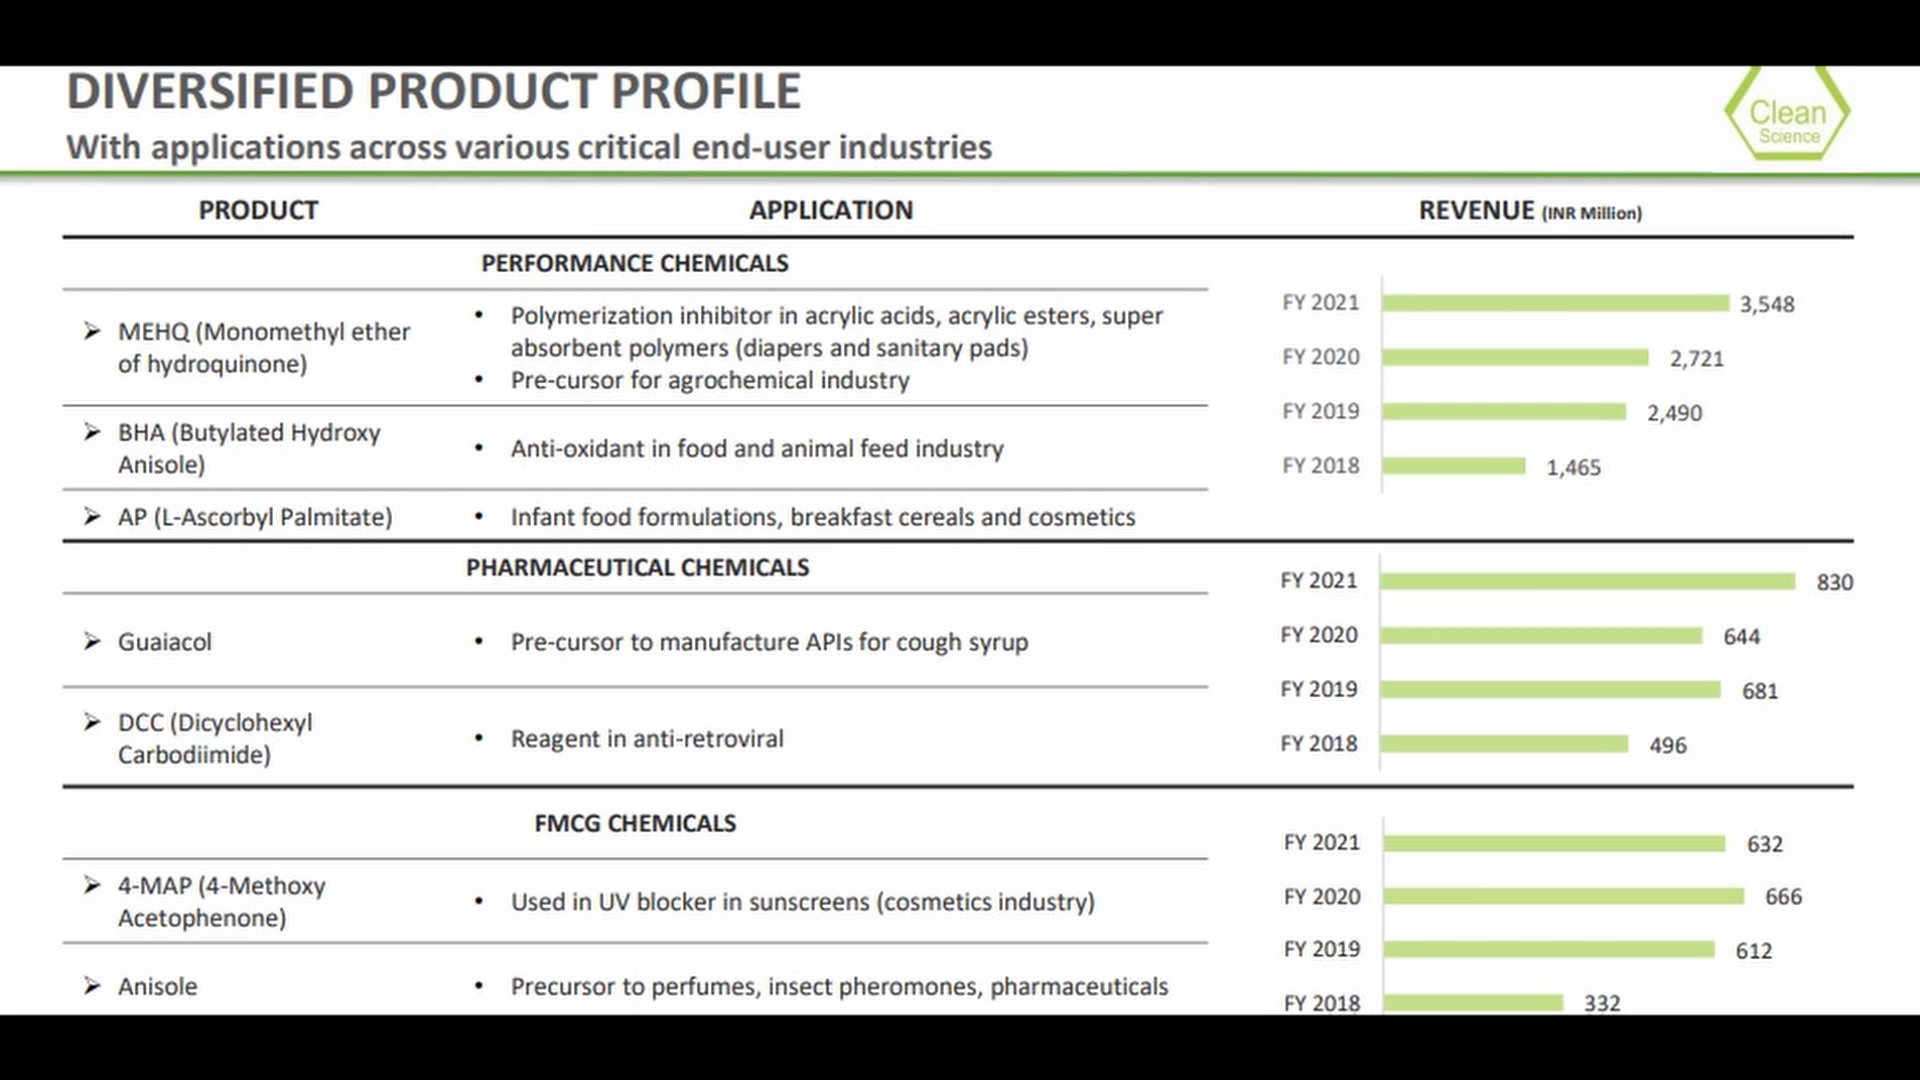 DIVERSIFIED PRODUCT PROFILE
With applications across various critical end-user industries
Clean
Science
PRODUCT
APPLICATION
REVENUE (INR Million)
PERFORMANCE CHEMICALS
➢ MEHQ (Monomethyl ether
of hydroquinone)
• Polymerization inhibitor in acrylic acids, acrylic esters, super
absorbent polymers (diapers and sanitary pads)
• Pre-cursor for agrochemical industry
➢ BHA (Butylated Hydroxy
Anisole)
• Anti-oxidant in food and animal feed industry
➢ AP (L-Ascorbyl Palmitate)
• Infant food formulations, breakfast cereals and cosmetics
FY 2021 3,548
FY 2020 2,721
FY 2019 2,490
FY 2018 1,465
PHARMACEUTICAL CHEMICALS
➢ Guaiacol
• Pre-cursor to manufacture APIs for cough syrup
➢ DCC (Dicyclohexyl
Carbodiimide)
• Reagent in anti-retroviral
FY 2021 830
FY 2020 644
FY 2019 681
FY 2018 496
FMCG CHEMICALS
➢ 4-MAP (4-Methoxy
Acetophenone)
• Used in UV blocker in sunscreens (cosmetics industry)
➢ Anisole
• Precursor to perfumes, insect pheromones, pharmaceuticals
FY 2021 632
FY 2020 666
FY 2019 612
FY 2018 332